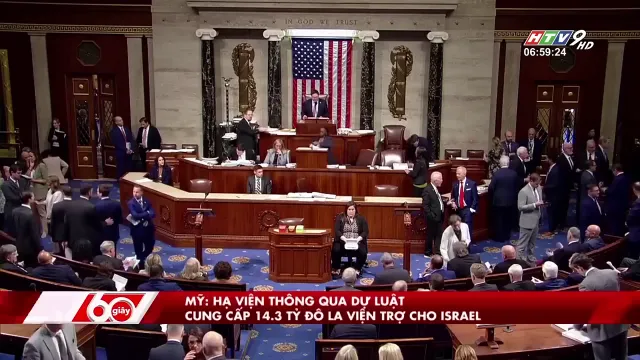 IN GOD WE TRUST
HTV9 HD
06:59:24
60 giây
MỸ: HẠ VIỆN THÔNG QUA DỰ LUẬT
CUNG CẤP 14.3 TỶ ĐÔ LA VIỆN TRỢ CHO ISRAEL